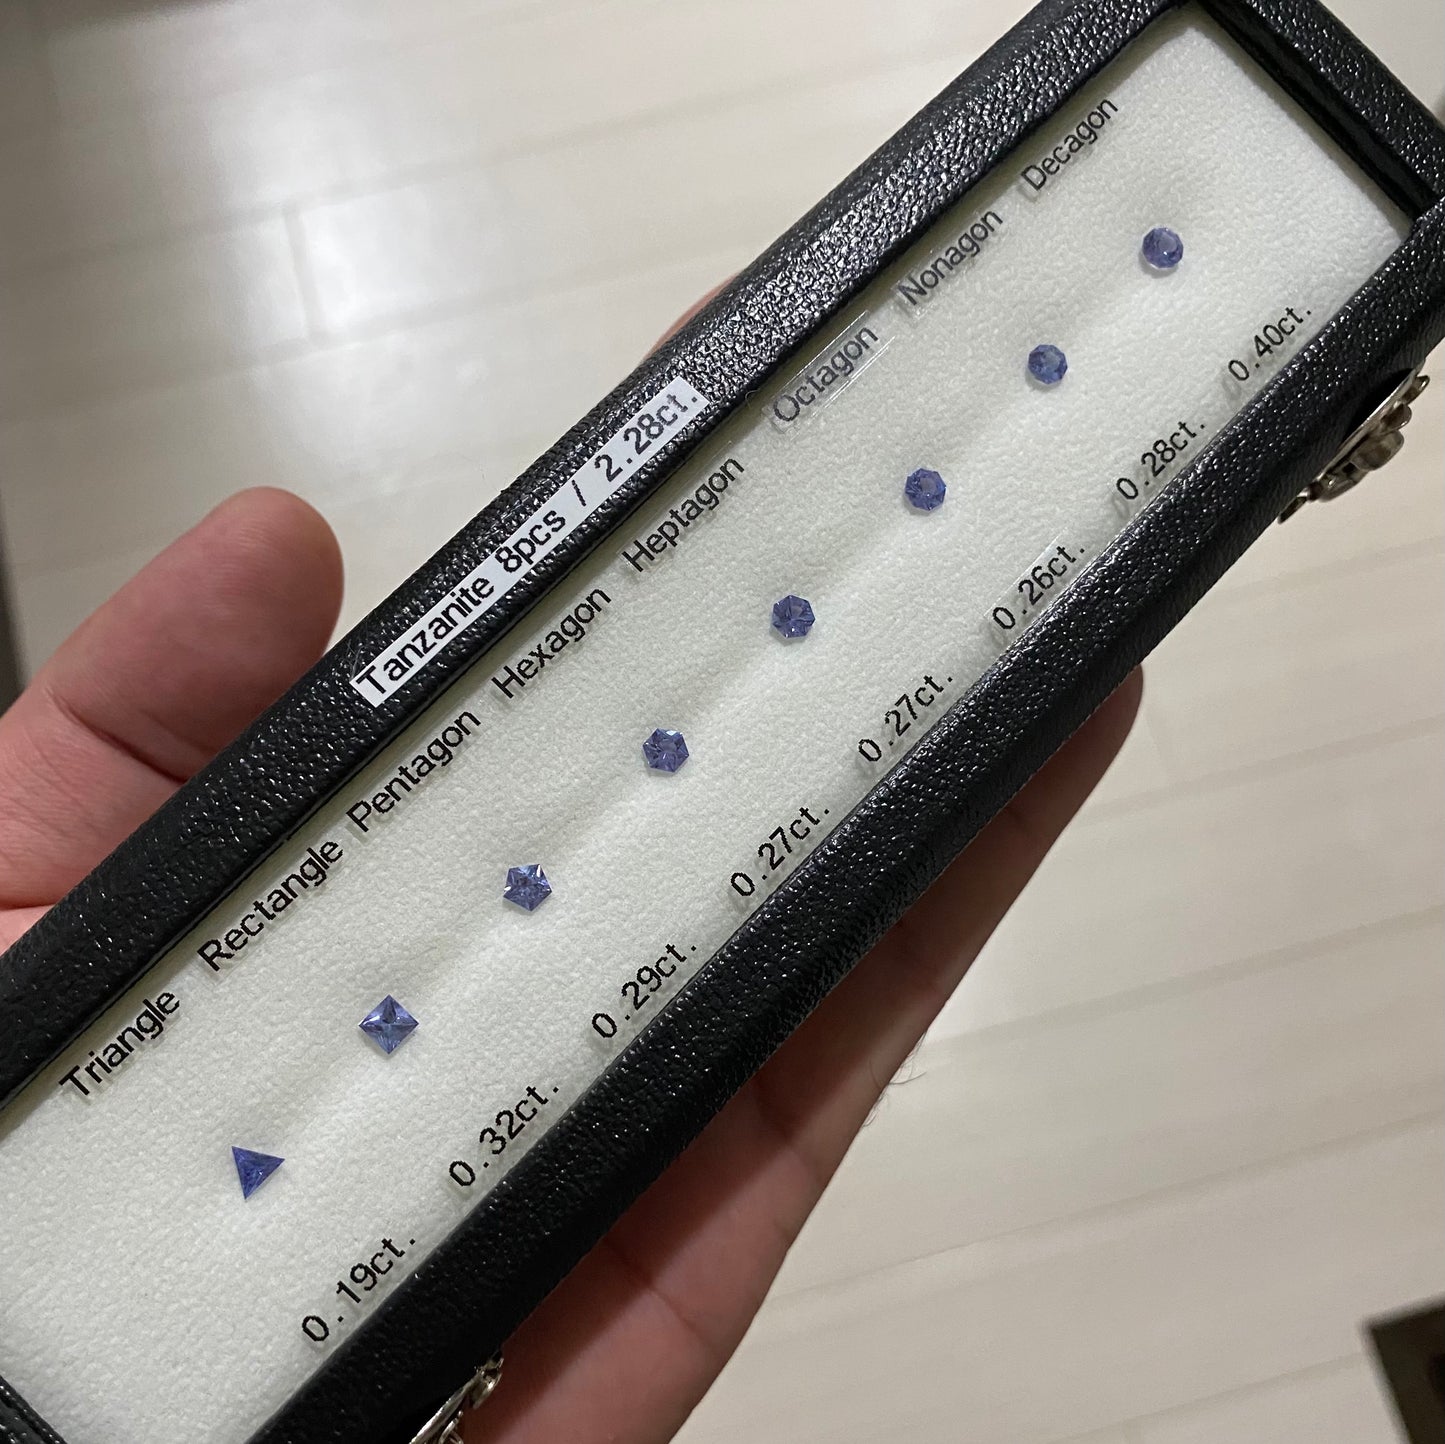 Tanzanite 8pcs / 2.28ct.
Triangle Rectangle Pentagon Hexagon Heptagon Octagon Nonagon Decagon
0.19ct. 0.32ct. 0.29ct. 0.27ct. 0.27ct. 0.26ct. 0.28ct. 0.40ct.